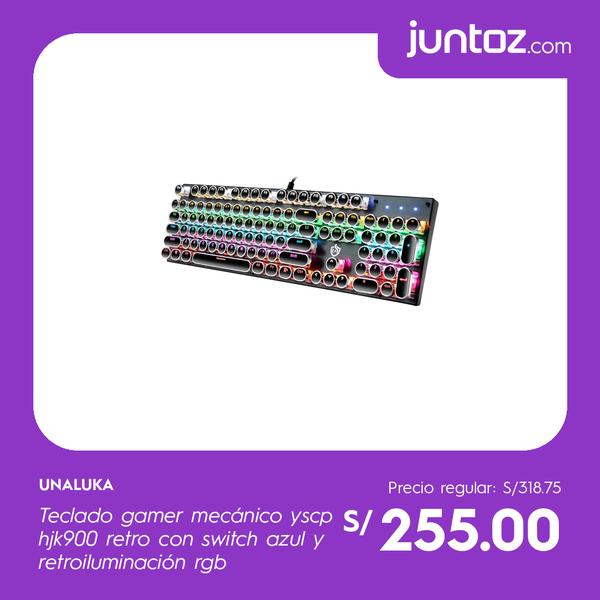 juntoz.com
UNALUKA
Teclado gamer mecánico yscp
hjk900 retro con switch azul y
retroiluminación rgb
Precio regular: S/318.75
S/ 255.00